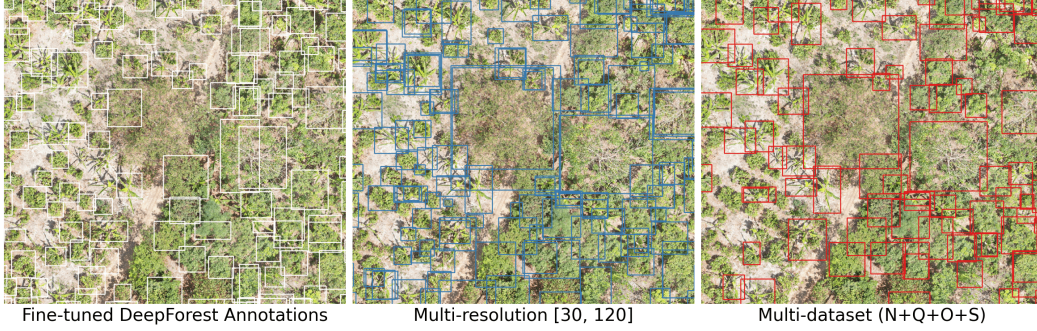 Fine-tuned DeepForest Annotations
Multi-resolution [30, 120]
Multi-dataset (N+Q+O+S)